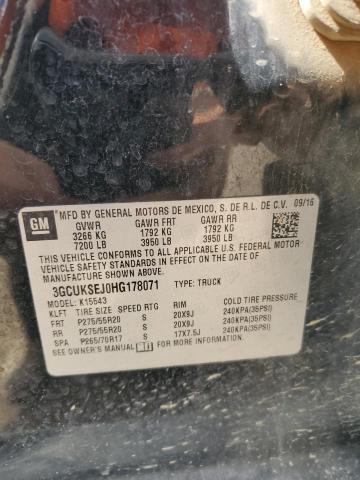 GM
MFD BY GENERAL MOTORS DE MEXICO, S. DE R.L. DE C.V. 09/16
GVWR GAWR FRT GAWR RR
3266 KG 1792 KG 1792 KG
7200 LB 3950 LB 3950 LB
THIS VEHICLE CONFORMS TO ALL APPLICABLE U.S. FEDERAL MOTOR
VEHICLE SAFETY STANDARDS IN EFFECT ON THE DATE OF
MANUFACTURE SHOWN ABOVE.
3GCUKSEJ0HG178071 TYPE: TRUCK
MODEL: K15543
KLFT TIRE SIZE SPEED RTG RIM COLD TIRE PRESSURE
FRT P275/55R20 S 20X9J 240KPA(35PSI)
RR P275/55R20 S 20X9J 240KPA(35PSI)
SPA P265/70R17 S 17X7.5J 240KPA(35PSI)
SEE OWNER'S MANUAL FOR MORE INFORMATION.